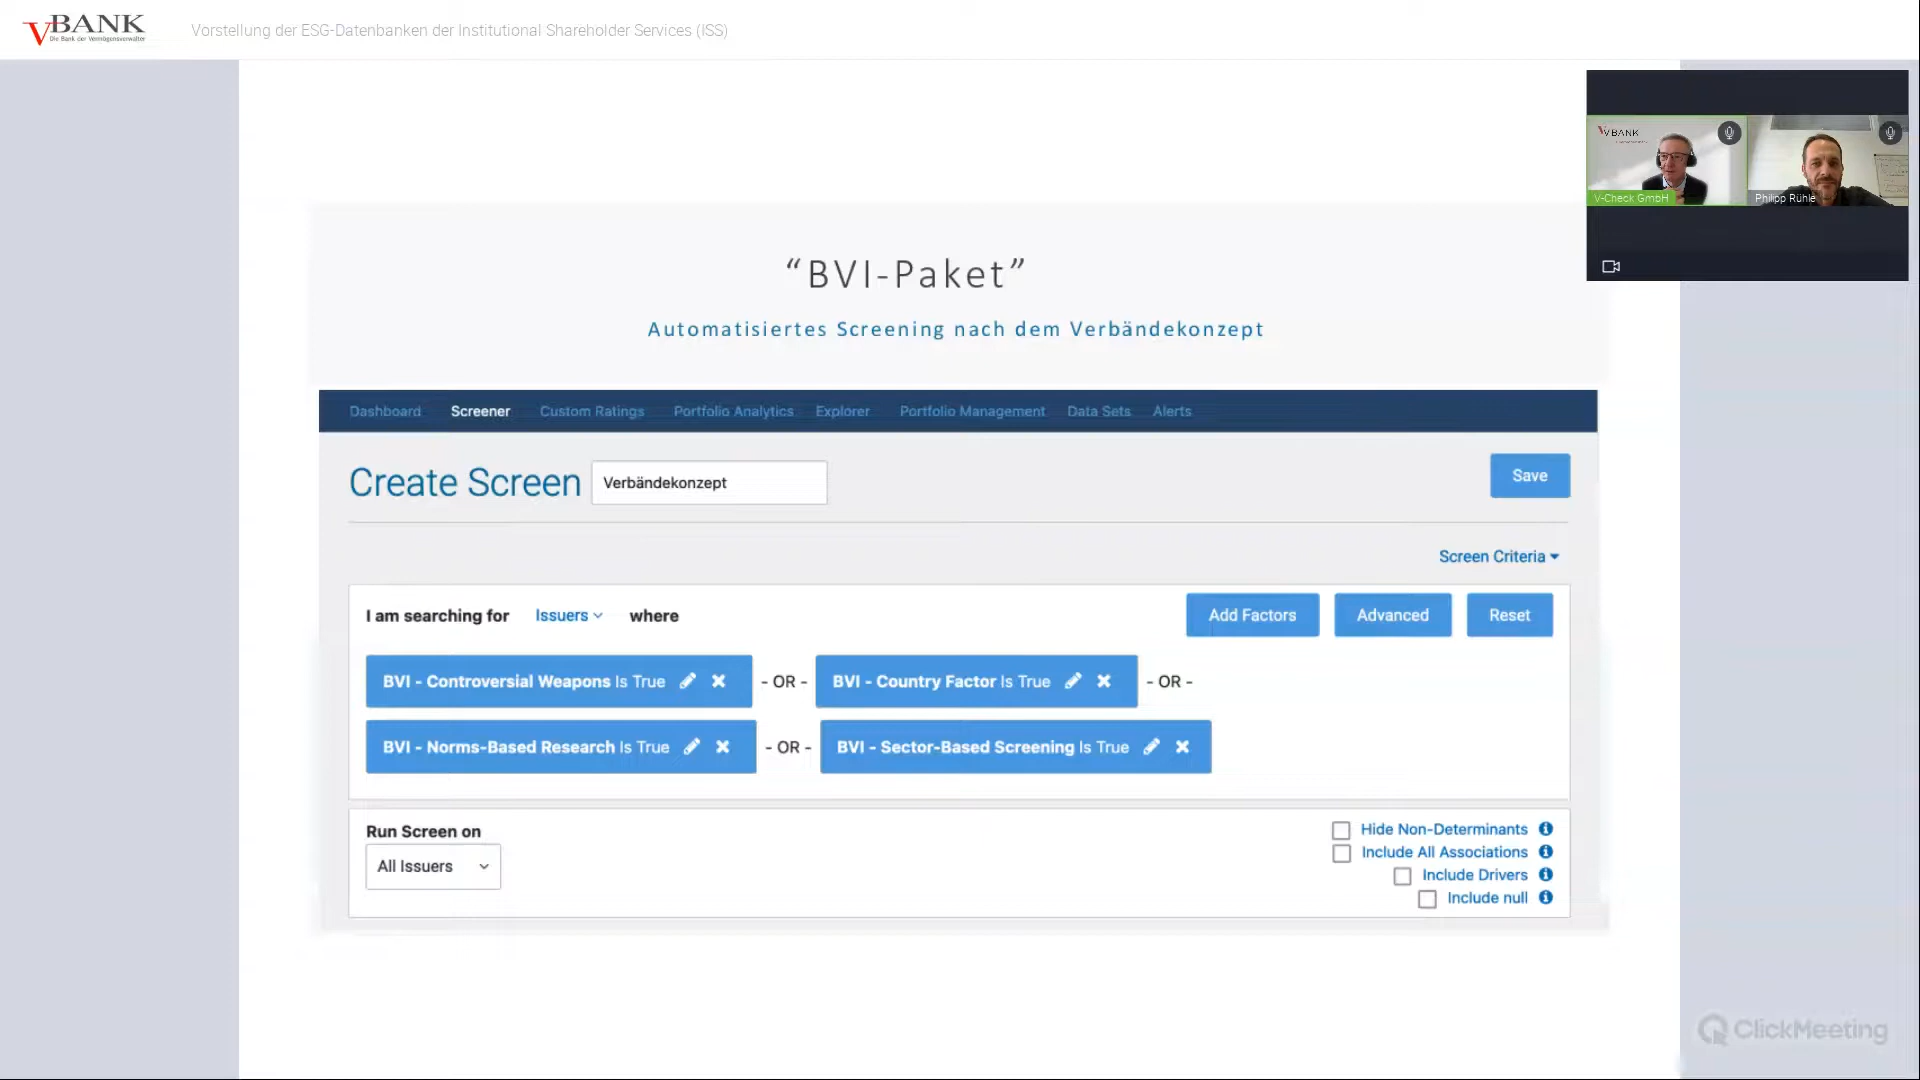 VBANK
Die Bank der Vermögensverwalter
Vorstellung der ESG-Datenbanken der Institutional Shareholder Services (ISS)
VBANK
V-Check GmbH
Philipp Rühle
“BVI-Paket”
Automatisiertes Screening nach dem Verbändekonzept
Dashboard Screener Custom Ratings Portfolio Analytics Explorer Portfolio Management Data Sets Alerts
Create Screen Verbändekonzept Save
Screen Criteria
I am searching for Issuers where Add Factors Advanced Reset
BVI - Controversial Weapons Is True - OR - BVI - Country Factor Is True - OR -
BVI - Norms-Based Research Is True - OR - BVI - Sector-Based Screening Is True
Run Screen on
All Issuers
Hide Non-Determinants
Include All Associations
Include Drivers
Include null
ClickMeeting